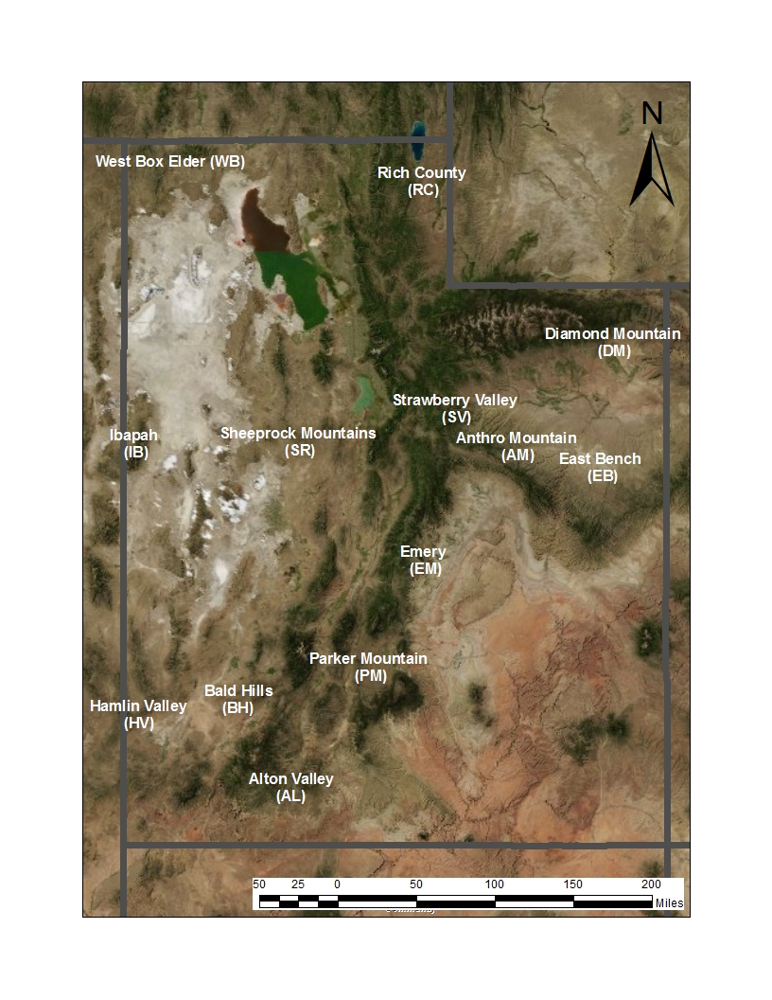 N
West Box Elder (WB)
Rich County
(RC)
Diamond Mountain
(DM)
Strawberry Valley
(SV)
Ibapah
(IB)
Sheeprock Mountains
(SR)
Anthro Mountain
(AM)
East Bench
(EB)
Emery
(EM)
Parker Mountain
(PM)
Bald Hills
(BH)
Hamlin Valley
(HV)
Alton Valley
(AL)
50 25 0 50 100 150 200
Miles